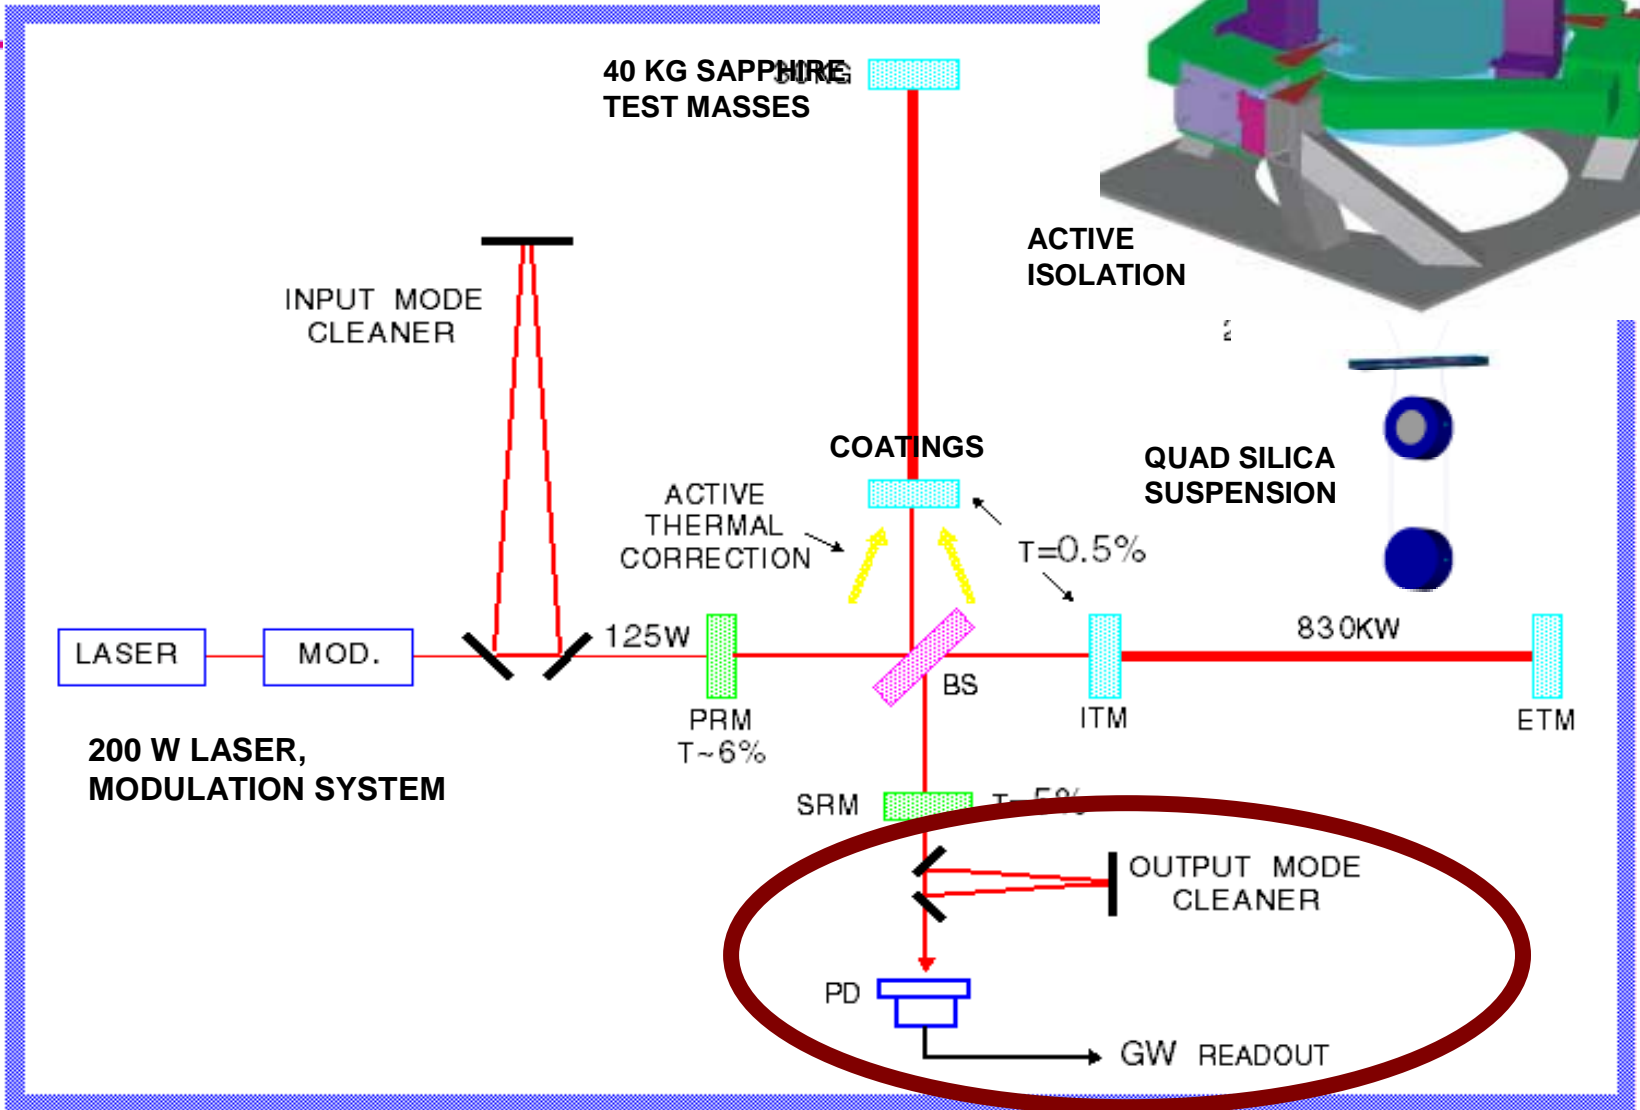 40 KG SAPPHIRE
TEST MASSES
ACTIVE
ISOLATION
INPUT MODE
CLEANER
COATINGS
QUAD SILICA
SUSPENSION
ACTIVE
THERMAL
CORRECTION
T=0.5%
LASER
MOD.
125W
830KW
BS
PRM
T~6%
ITM
ETM
200 W LASER,
MODULATION SYSTEM
SRM
T=5%
OUTPUT MODE
CLEANER
PD
GW READOUT